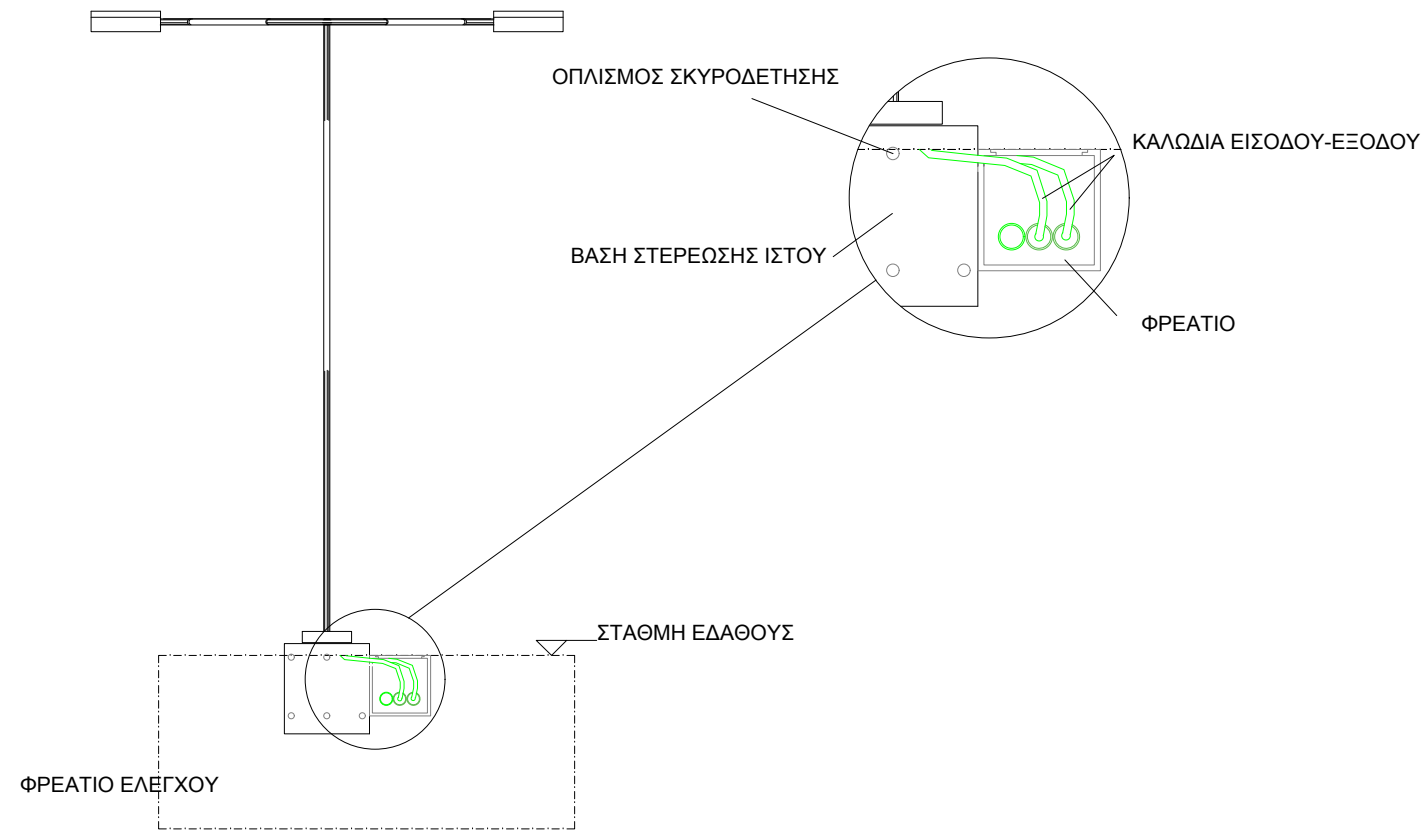 ΟΠΛΙΣΜΟΣ ΣΚΥΡΟΔΕΤΗΣΗΣ
ΚΑΛΩΔΙΑ ΕΙΣΟΔΟΥ-ΕΞΟΔΟΥ
ΒΑΣΗ ΣΤΕΡΕΩΣΗΣ ΙΣΤΟΥ
ΦΡΕΑΤΙΟ
ΣΤΑΘΜΗ ΕΔΑΘΟΥΣ
ΦΡΕΑΤΙΟ ΕΛΕΓΧΟΥ